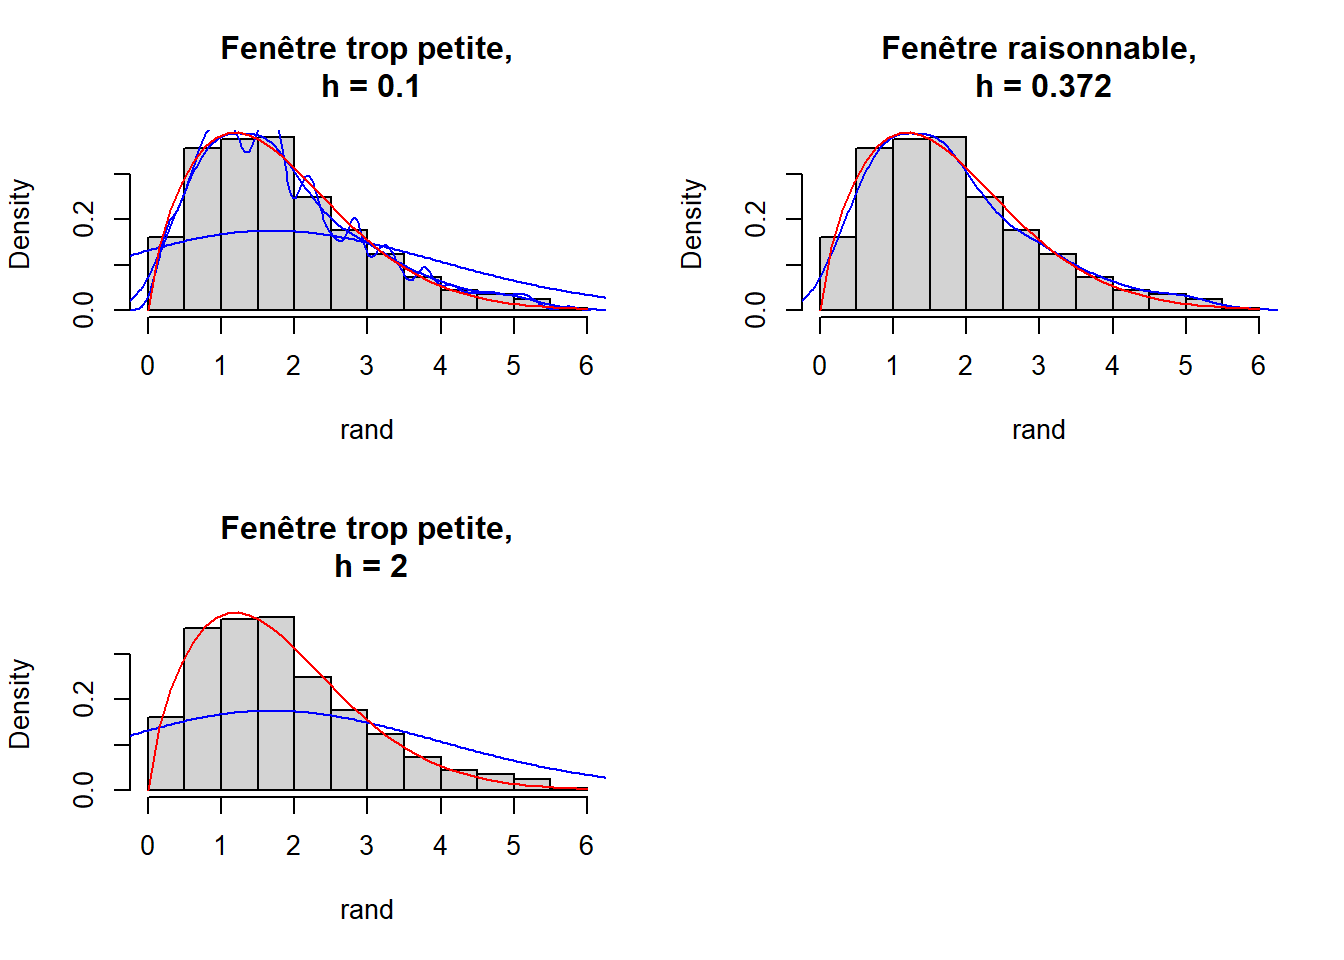 Fenêtre trop petite,
h = 0.1
Density
0.0 0.2
0 1 2 3 4 5 6
rand
Fenêtre raisonnable,
h = 0.372
Density
0.0 0.2
0 1 2 3 4 5 6
rand
Fenêtre trop petite,
h = 2
Density
0.0 0.2
0 1 2 3 4 5 6
rand